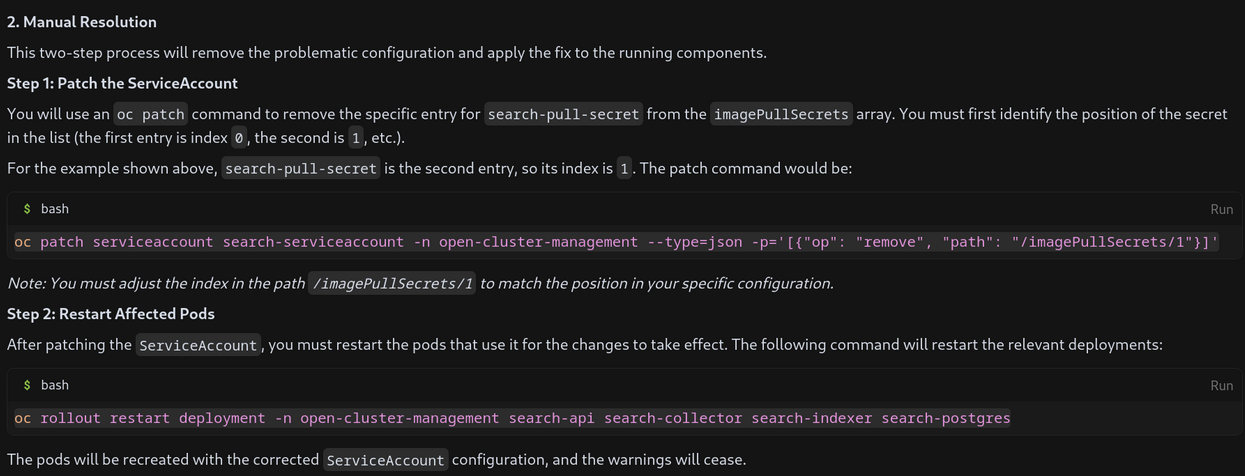 2. Manual Resolution
This two-step process will remove the problematic configuration and apply the fix to the running components.
Step 1: Patch the ServiceAccount
You will use an oc patch command to remove the specific entry for search-pull-secret from the imagePullSecrets array. You must first identify the position of the secret
in the list (the first entry is index 0, the second is 1, etc.).
For the example shown above, search-pull-secret is the second entry, so its index is 1. The patch command would be:
$ bash Run
oc patch serviceaccount search-serviceaccount -n open-cluster-management --type=json -p='[{"op": "remove", "path": "/imagePullSecrets/1"}]'
Note: You must adjust the index in the path /imagePullSecrets/1 to match the position in your specific configuration.
Step 2: Restart Affected Pods
After patching the ServiceAccount, you must restart the pods that use it for the changes to take effect. The following command will restart the relevant deployments:
$ bash Run
oc rollout restart deployment -n open-cluster-management search-api search-collector search-indexer search-postgres
The pods will be recreated with the corrected ServiceAccount configuration, and the warnings will cease.